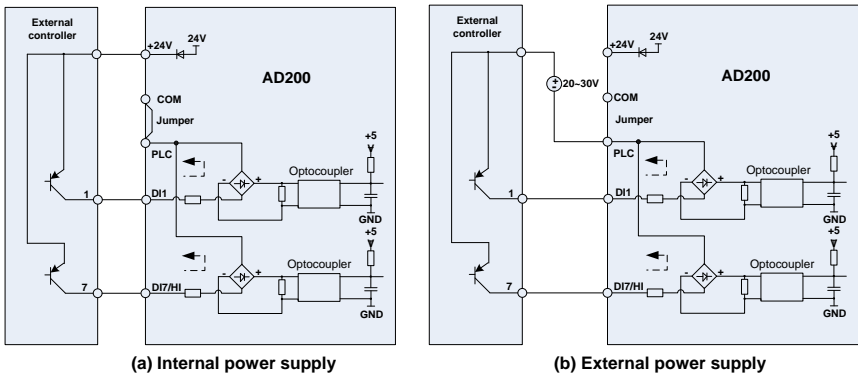 External
controller
+24V
24V
AD200
COM
Jumper
PLC
+5
V
Optocoupler
1
DI1
-
+
GND
+5
V
Optocoupler
7
DI7/HI
-
+
GND
(a) Internal power supply
External
controller
+24V
24V
+
-
20~30V
AD200
COM
Jumper
PLC
+5
V
Optocoupler
1
DI1
-
+
GND
+5
V
Optocoupler
7
DI7/HI
-
+
GND
(b) External power supply